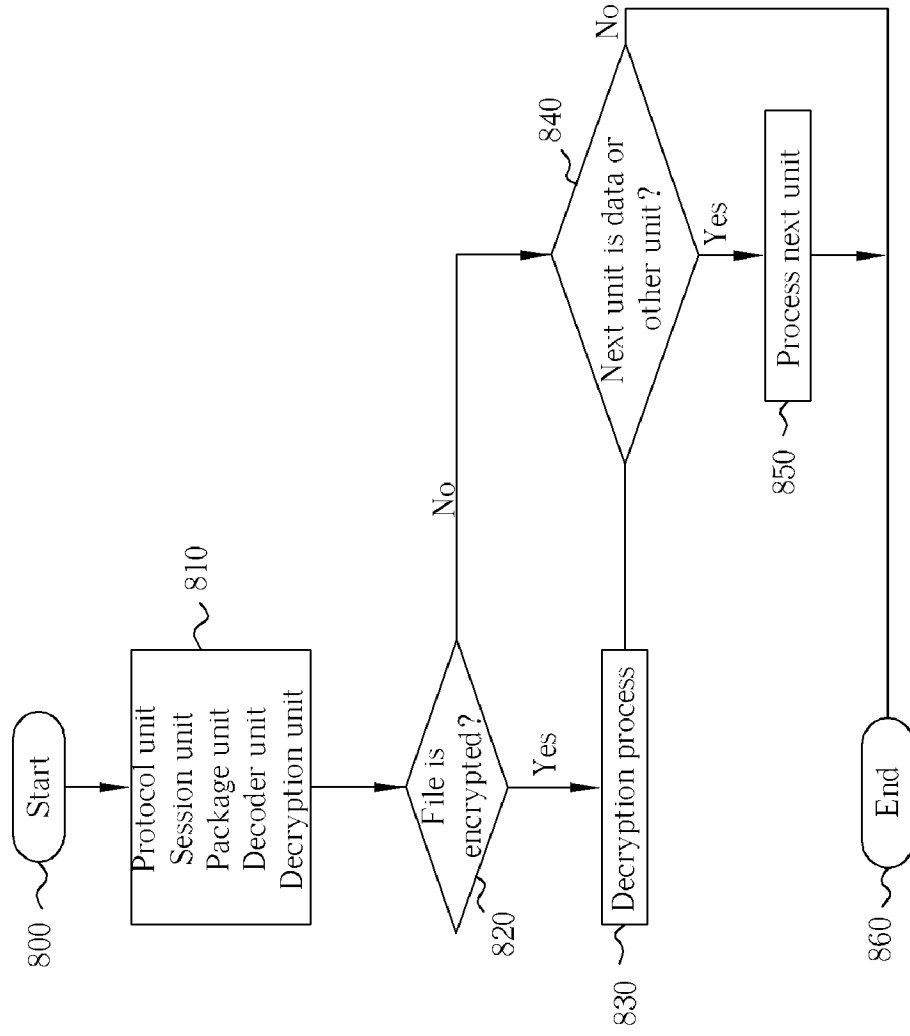 800
Start
810
Protocol unit
Session unit
Package unit
Decoder unit
Decryption unit
File is
encrypted?
820
No
Yes
830
Decryption process
840
Next unit is data or
other unit?
No
Yes
850
Process next unit
860
End